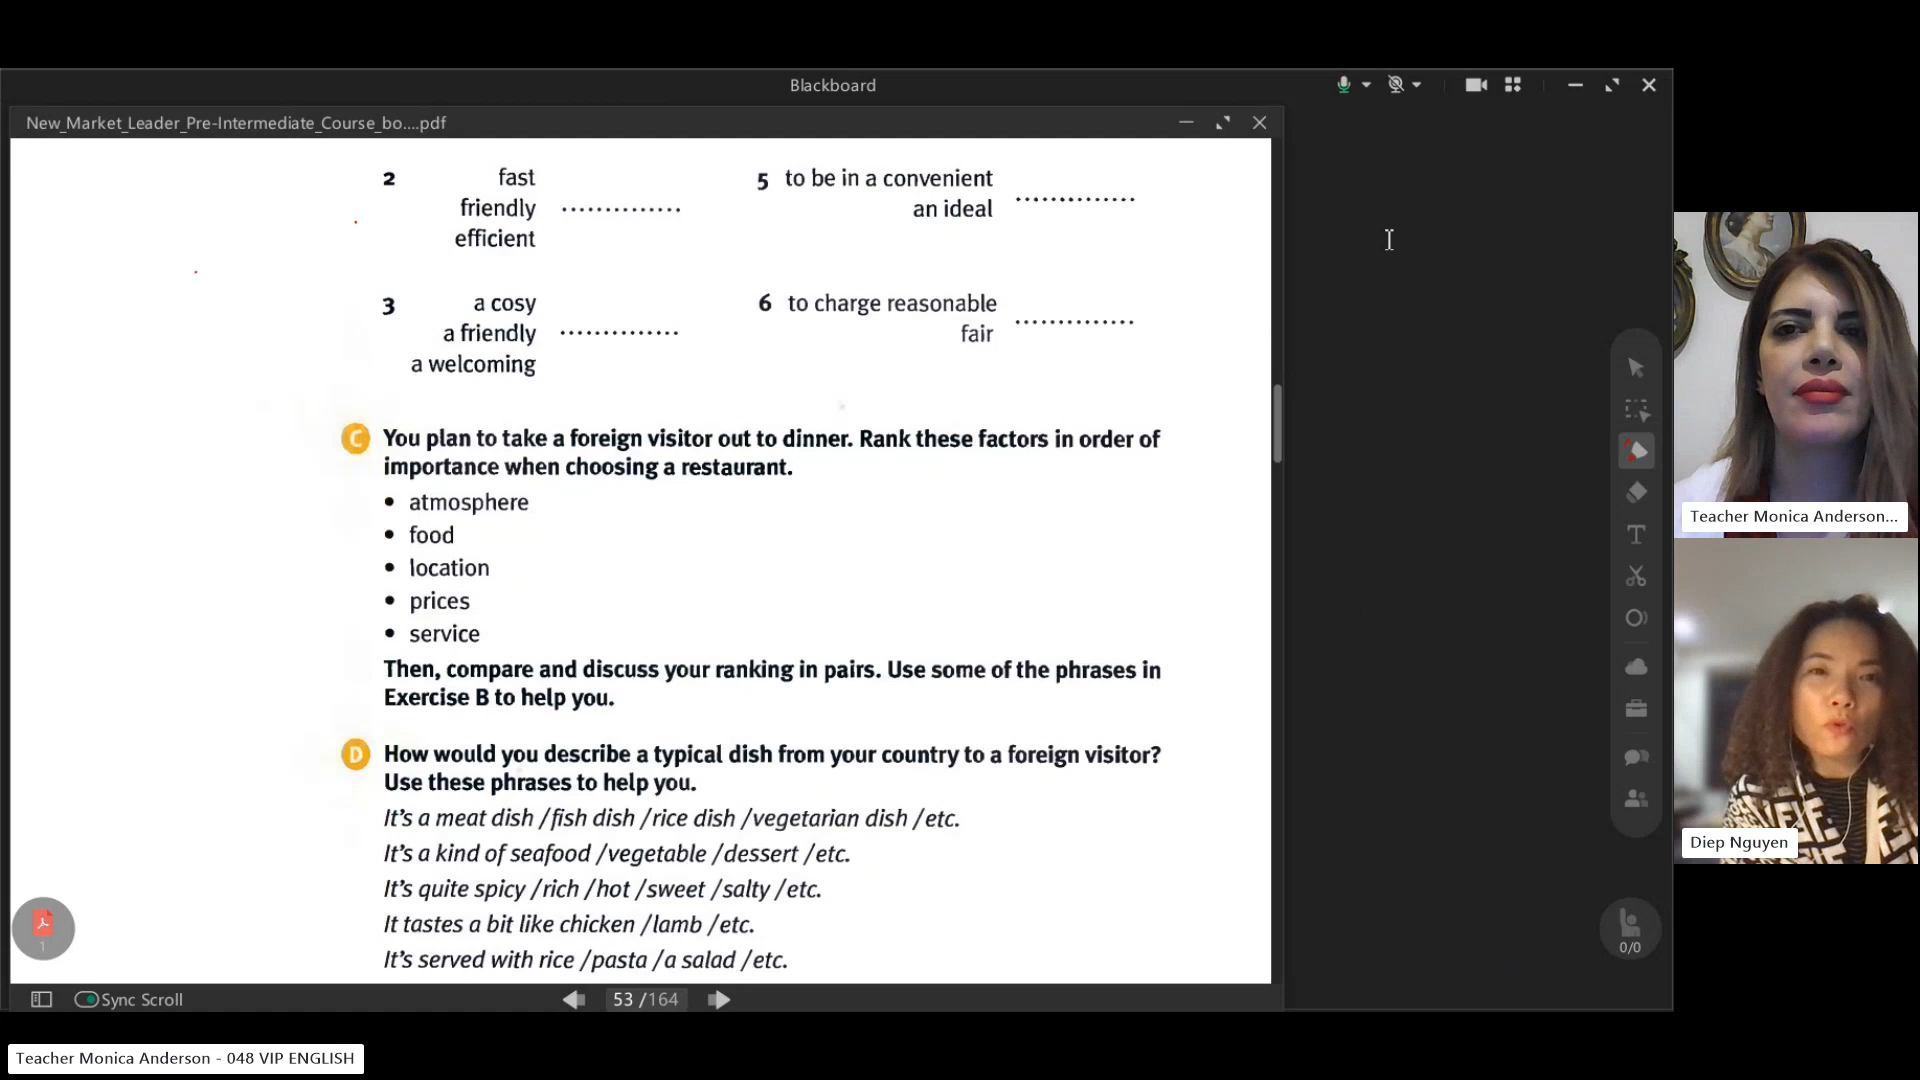 Blackboard
New_Market_Leader_Pre-Intermediate_Course_bo....pdf
2 fast
friendly ..............
efficient
5 to be in a convenient ..............
an ideal
3 a cosy
a friendly ..............
a welcoming
6 to charge reasonable ..............
fair
C You plan to take a foreign visitor out to dinner. Rank these factors in order of
importance when choosing a restaurant.
• atmosphere
• food
• location
• prices
• service
Then, compare and discuss your ranking in pairs. Use some of the phrases in
Exercise B to help you.
D How would you describe a typical dish from your country to a foreign visitor?
Use these phrases to help you.
It's a meat dish /fish dish /rice dish /vegetarian dish /etc.
It's a kind of seafood /vegetable /dessert /etc.
It's quite spicy /rich /hot /sweet /salty /etc.
It tastes a bit like chicken /lamb /etc.
It's served with rice /pasta /a salad /etc.
1
Sync Scroll
53 /164
T
0/0
Teacher Monica Anderson...
Diep Nguyen
Teacher Monica Anderson - 048 VIP ENGLISH